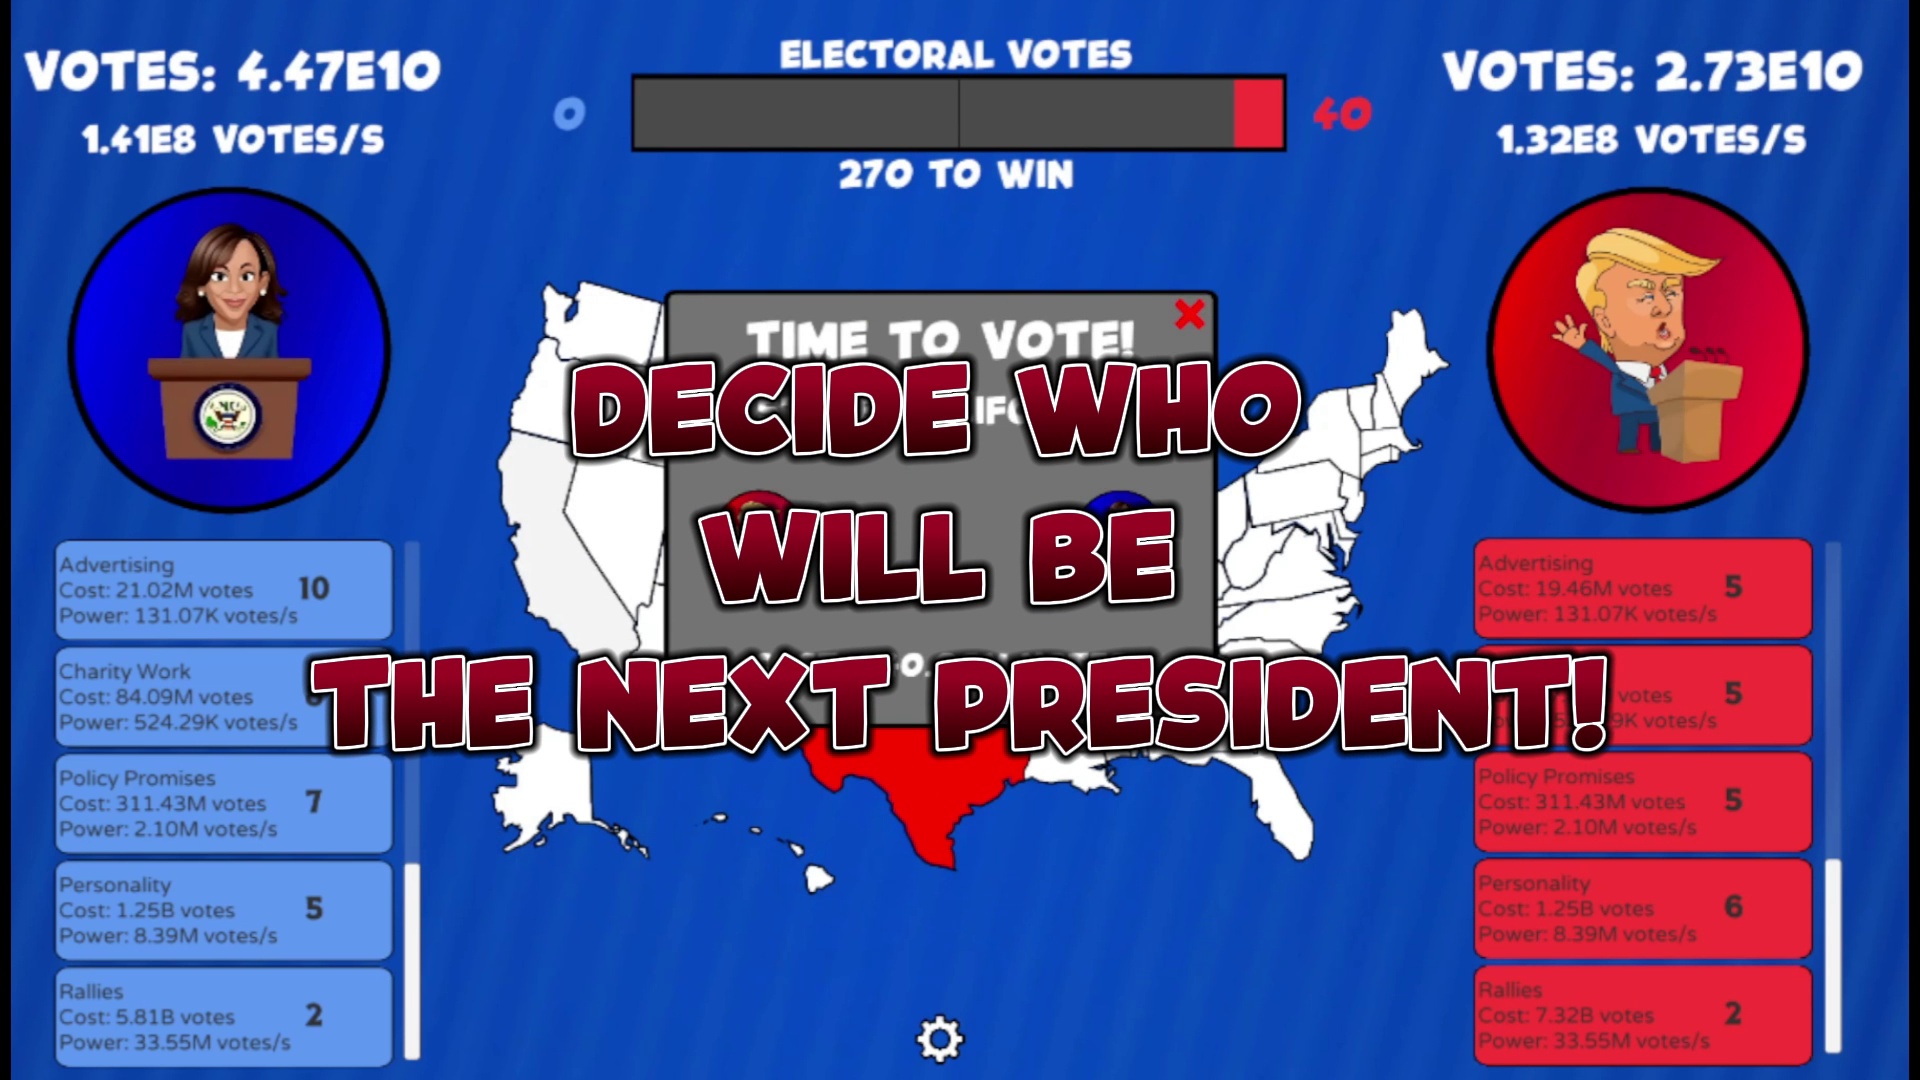 VOTES: 4.47E10
1.41E8 VOTES/S
ELECTORAL VOTES
0
40
270 TO WIN
VOTES: 2.73E10
1.32E8 VOTES/S
TIME TO VOTE!
DECIDE WHO
WILL BE
THE NEXT PRESIDENT!
Advertising
Cost: 21.02M votes
Power: 131.07K votes/s
10
Charity Work
Cost: 84.09M votes
Power: 524.29K votes/s
Policy Promises
Cost: 311.43M votes
Power: 2.10M votes/s
7
Personality
Cost: 1.25B votes
Power: 8.39M votes/s
5
Rallies
Cost: 5.81B votes
Power: 33.55M votes/s
2
Advertising
Cost: 19.46M votes
Power: 131.07K votes/s
5
votes
votes/s
5
Policy Promises
Cost: 311.43M votes
Power: 2.10M votes/s
5
Personality
Cost: 1.25B votes
Power: 8.39M votes/s
6
Rallies
Cost: 7.32B votes
Power: 33.55M votes/s
2